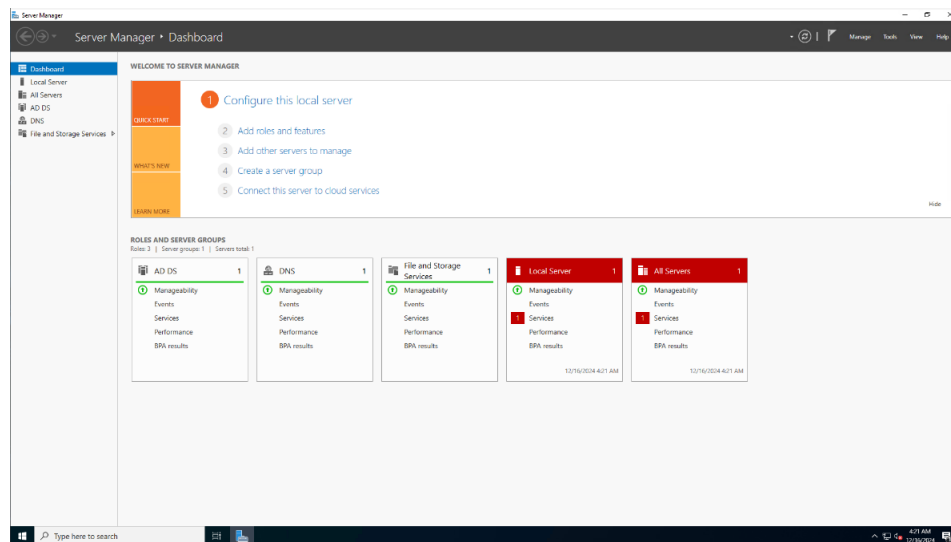 Server Manager
Server Manager • Dashboard
Manage Tools View Help
Dashboard
Local Server
All Servers
AD DS
DNS
File and Storage Services
WELCOME TO SERVER MANAGER
QUICK START
WHAT'S NEW
LEARN MORE
1 Configure this local server
2 Add roles and features
3 Add other servers to manage
4 Create a server group
5 Connect this server to cloud services
Hide
ROLES AND SERVER GROUPS
Roles: 3 | Server groups: 1 | Servers total: 1
AD DS 1
Manageability
Events
Services
Performance
BPA results
DNS 1
Manageability
Events
Services
Performance
BPA results
File and Storage Services 1
Manageability
Events
Services
Performance
BPA results
Local Server 1
Manageability
Events
1 Services
Performance
BPA results
12/16/2024 4:21 AM
All Servers 1
Manageability
Events
1 Services
Performance
BPA results
12/16/2024 4:21 AM
Type here to search
4:21 AM
12/16/2024